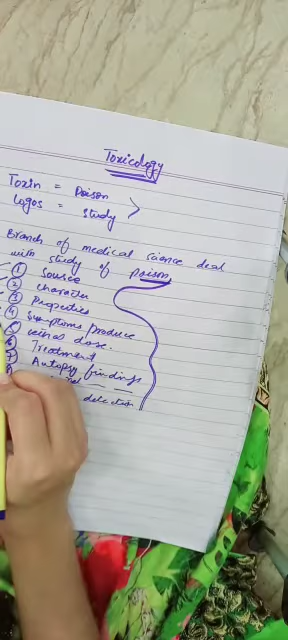 Toxicology
Toxin = Poison
Logos = study
Branch of medical science deal
with study of poison
① Source
② character
③ Properties
④ symptoms produce
⑤ dose
⑥ Treatment
⑦ Autopsy findings
detection